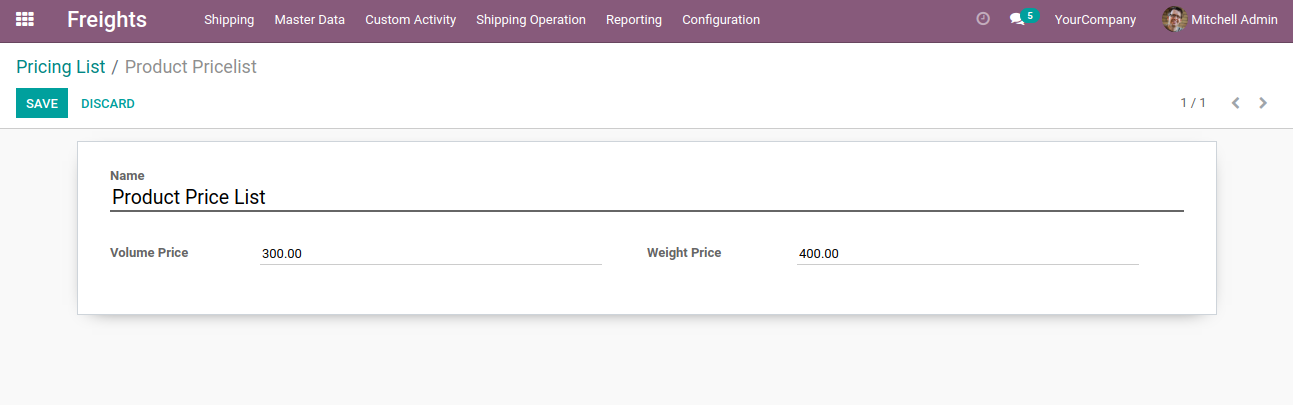 Freights Shipping Master Data Custom Activity Shipping Operation Reporting Configuration 5 YourCompany Mitchell Admin
Pricing List / Product Pricelist
SAVE DISCARD 1 / 1
Name
Product Price List
Volume Price 300.00 Weight Price 400.00